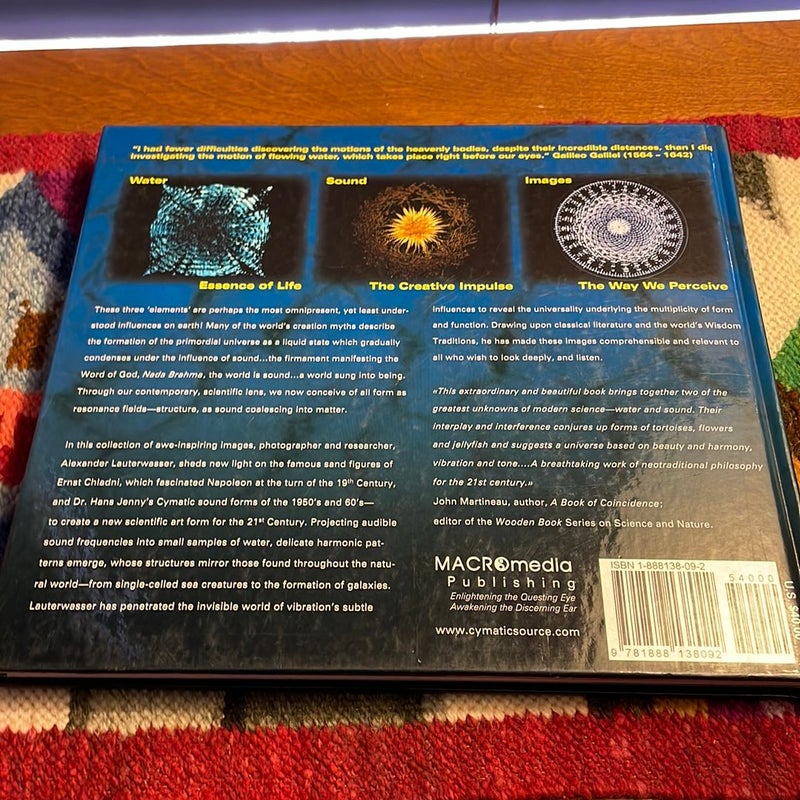 "I had fewer difficulties discovering the motions of the heavenly bodies, despite their incredible distances, than I did
investigating the motion of flowing water, which takes place right before our eyes." Galileo Galilei (1564 - 1642)
Water
Essence of Life
Sound
The Creative Impulse
Images
The Way We Perceive
These three 'elements' are perhaps the most omnipresent, yet least under-
stood influences on earth! Many of the world's creation myths describe
the formation of the primordial universe as a liquid state which gradually
condenses under the influence of sound...the firmament manifesting the
Word of God, Nada Brahma, the world is sound...a world sung into being.
Through our contemporary, scientific lens, we now conceive of all form as
resonance fields—structure, as sound coalescing into matter.
In this collection of awe-inspiring images, photographer and researcher,
Alexander Lauterwasser, sheds new light on the famous sand figures of
Ernst Chladni, which fascinated Napoleon at the turn of the 19th Century,
and Dr. Hans Jenny's Cymatic sound forms of the 1950's and 60's—
to create a new scientific art form for the 21st Century. Projecting audible
sound frequencies into small samples of water, delicate harmonic pat-
terns emerge, whose structures mirror those found throughout the natu-
ral world—from single-celled sea creatures to the formation of galaxies.
Lauterwasser has penetrated the invisible world of vibration's subtle
influences to reveal the universality underlying the multiplicity of form
and function. Drawing upon classical literature and the world's Wisdom
Traditions, he has made these images comprehensible and relevant to
all who wish to look deeply, and listen.
«This extraordinary and beautiful book brings together two of the
greatest unknowns of modern science—water and sound. Their
interplay and interference conjures up forms of tortoises, flowers
and jellyfish and suggests a universe based on beauty and harmony,
vibration and tone....A breathtaking work of neotraditional philosophy
for the 21st century.»
John Martineau, author, A Book of Coincidence;
editor of the Wooden Book Series on Science and Nature.
MACROmedia
Publishing
Enlightening the Questing Eye
Awakening the Discerning Ear
www.cymaticsource.com
ISBN 1-888138-09-2
54000
9 781888 138092